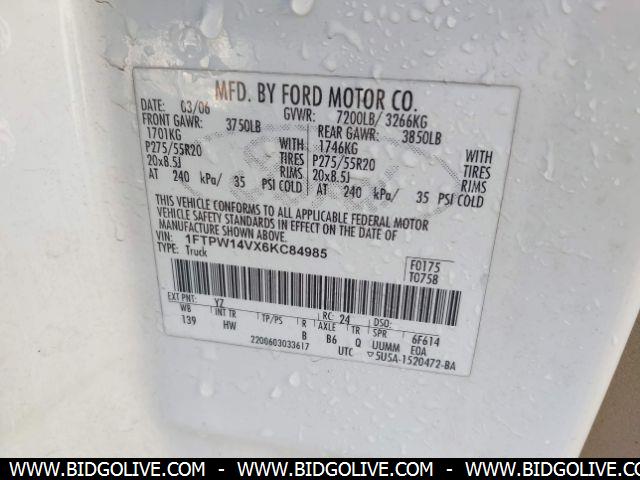 MFD. BY FORD MOTOR CO.
DATE: 03/06 GVWR: 7200LB/ 3266KG
FRONT GAWR: 3750LB REAR GAWR: 3850LB
1701KG WITH 1746KG WITH
P275/55R20 TIRES P275/55R20 TIRES
20x8.5J RIMS 20x8.5J RIMS
AT 240 kPa/ 35 PSI COLD AT 240 kPa/ 35 PSI COLD
THIS VEHICLE CONFORMS TO ALL APPLICABLE FEDERAL MOTOR
VEHICLE SAFETY STANDARDS IN EFFECT ON THE DATE OF
MANUFACTURE SHOWN ABOVE.
VIN: 1FTPW14VX6KC84985
TYPE: Truck
F0175
T0758
EXT PNT: YZ RC: 24 DSO:
WB INT TR TP/PS R AXLE TR SPR 6F614
139 HW B B6 Q UUMM E0A
2200603033617 UTC 5USA-1520472-BA
WWW.BIDGOLIVE.COM - WWW.BIDGOLIVE.COM - WWW.BIDGOLIVE.COM